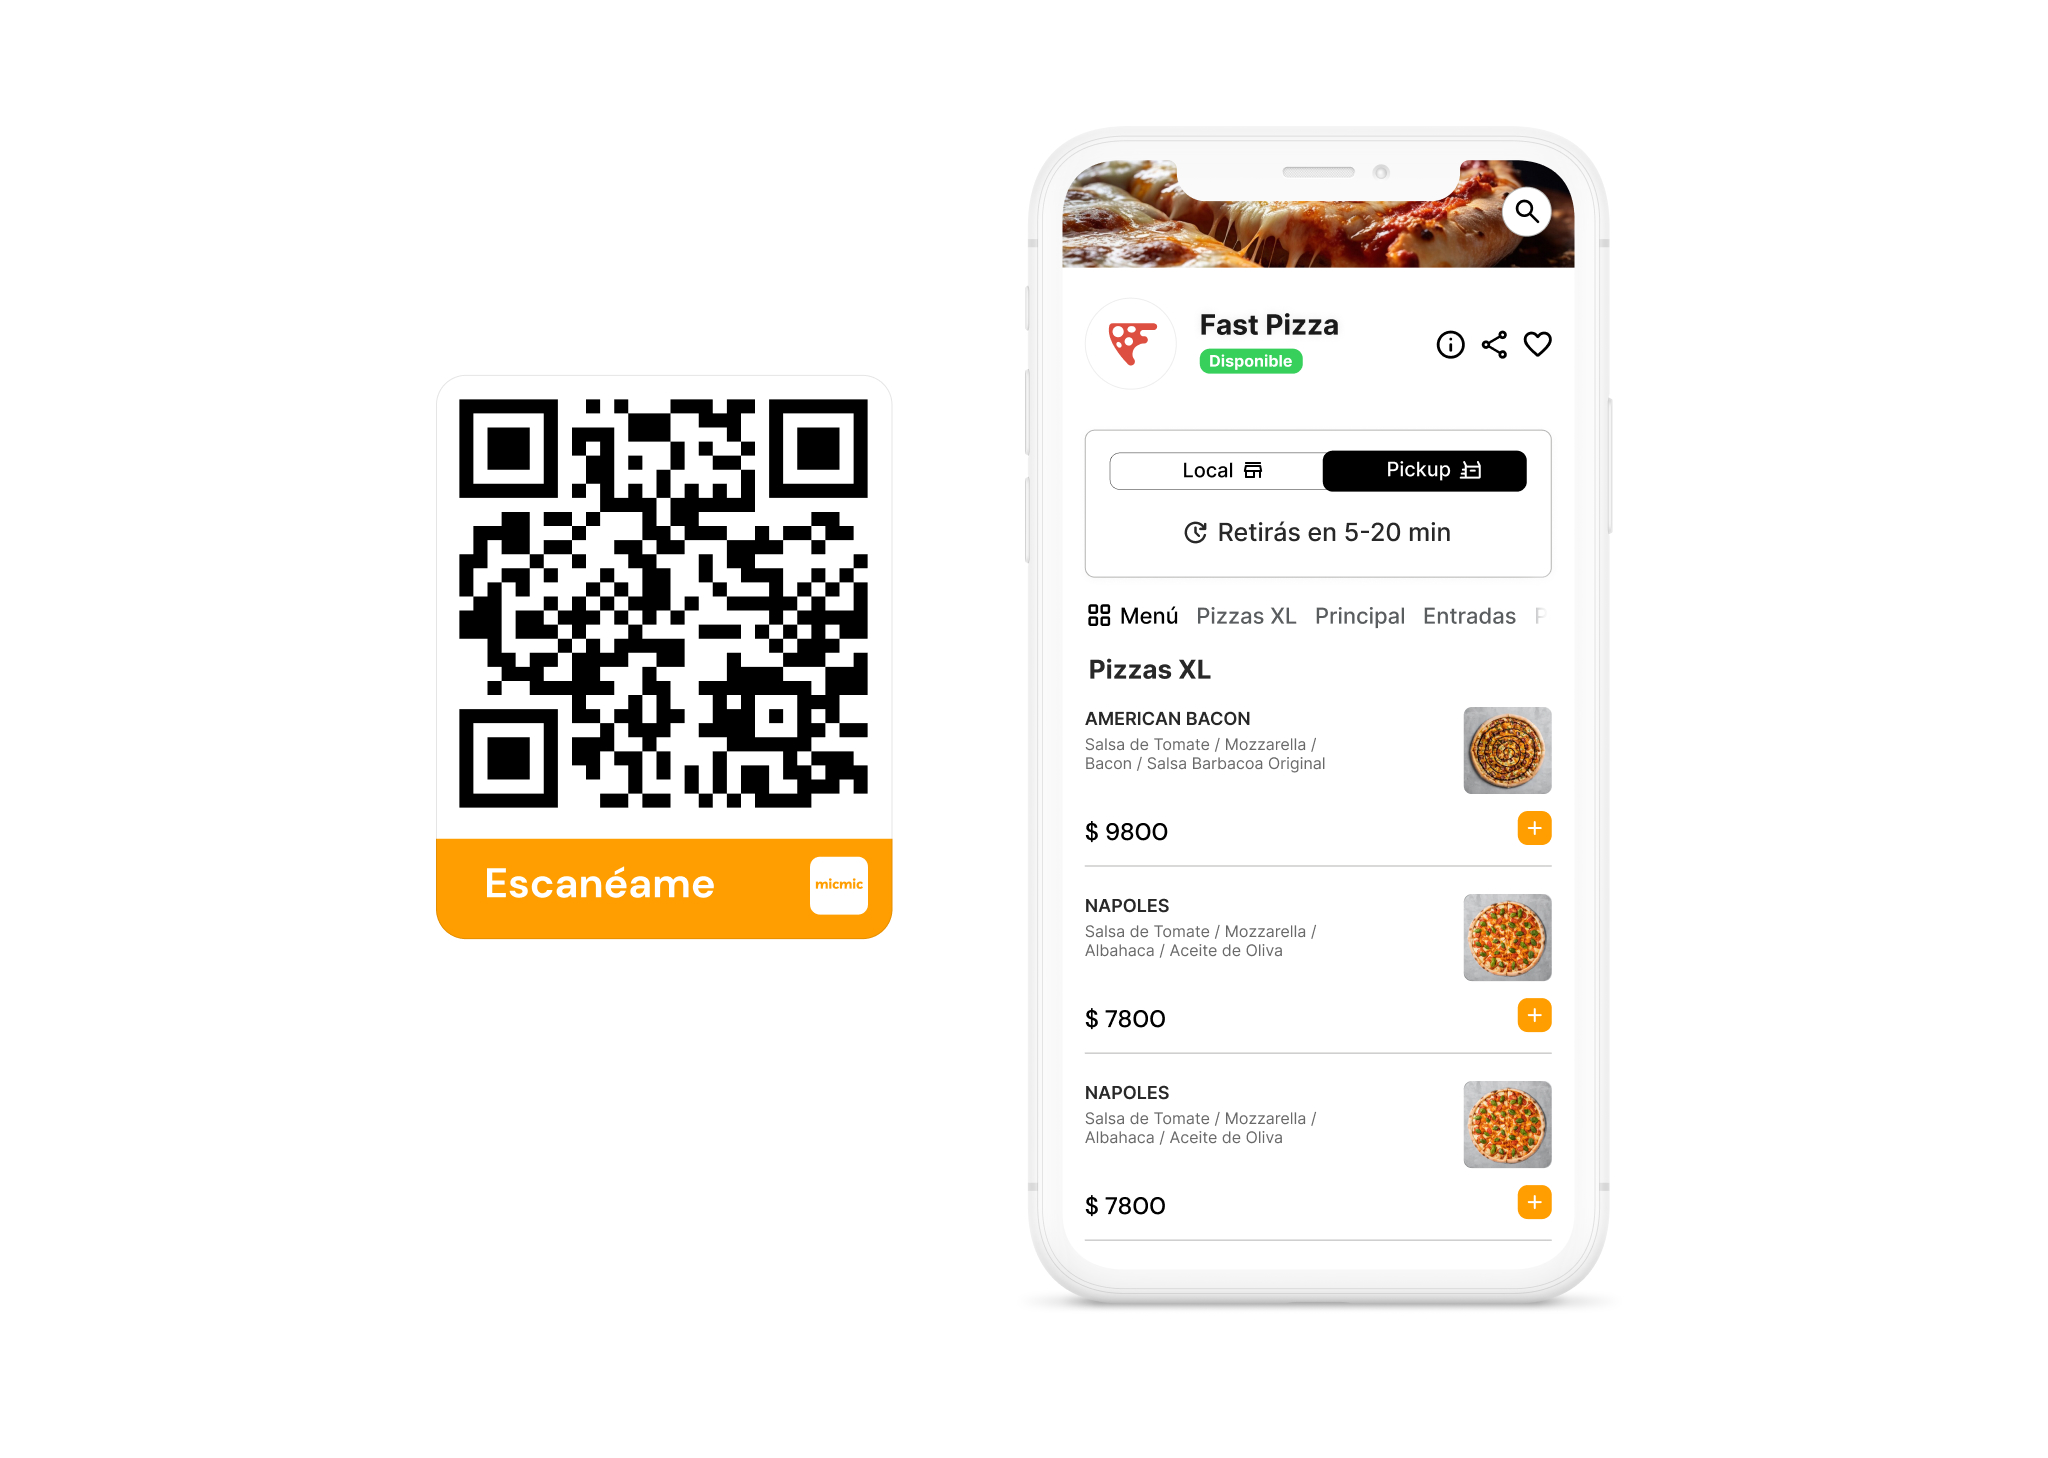 Escanéame
micmic
Fast Pizza
Disponible
Local
Pickup
Retirás en 5-20 min
Menú Pizzas XL Principal Entradas P
Pizzas XL
AMERICAN BACON
Salsa de Tomate / Mozzarella /
Bacon / Salsa Barbacoa Original
$ 9800
NAPOLES
Salsa de Tomate / Mozzarella /
Albahaca / Aceite de Oliva
$ 7800
NAPOLES
Salsa de Tomate / Mozzarella /
Albahaca / Aceite de Oliva
$ 7800